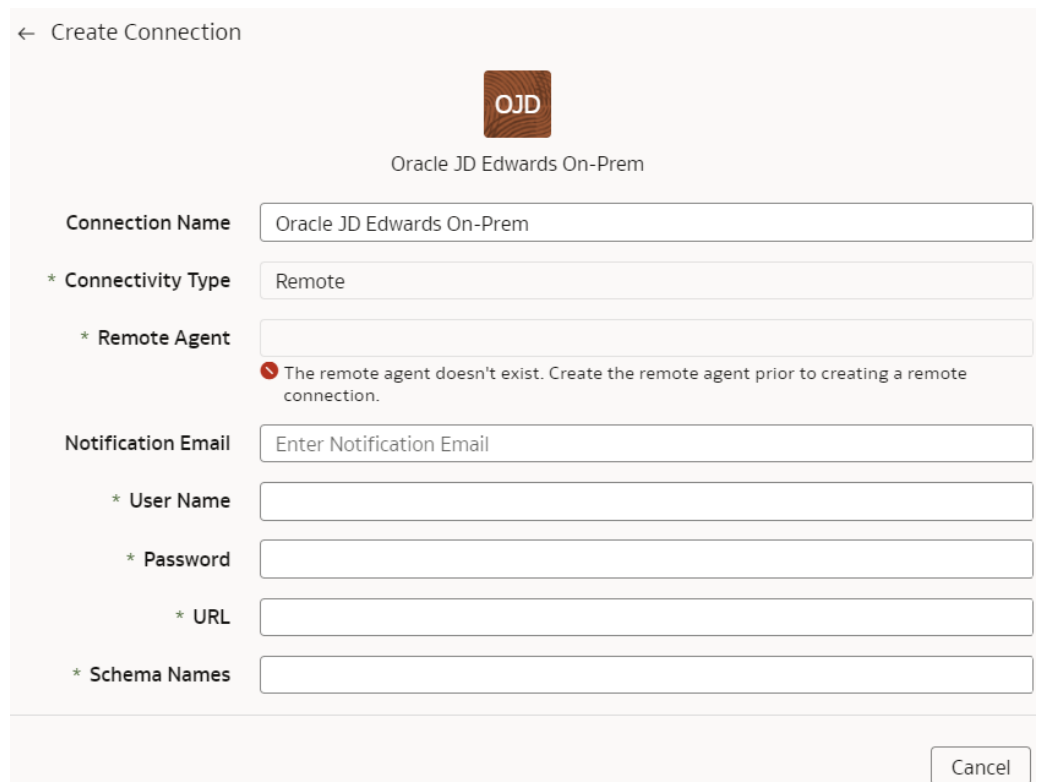 ← Create Connection
OJD
Oracle JD Edwards On-Prem
Connection Name Oracle JD Edwards On-Prem
* Connectivity Type Remote
* Remote Agent
The remote agent doesn't exist. Create the remote agent prior to creating a remote
connection.
Notification Email Enter Notification Email
* User Name
* Password
* URL
* Schema Names
Cancel